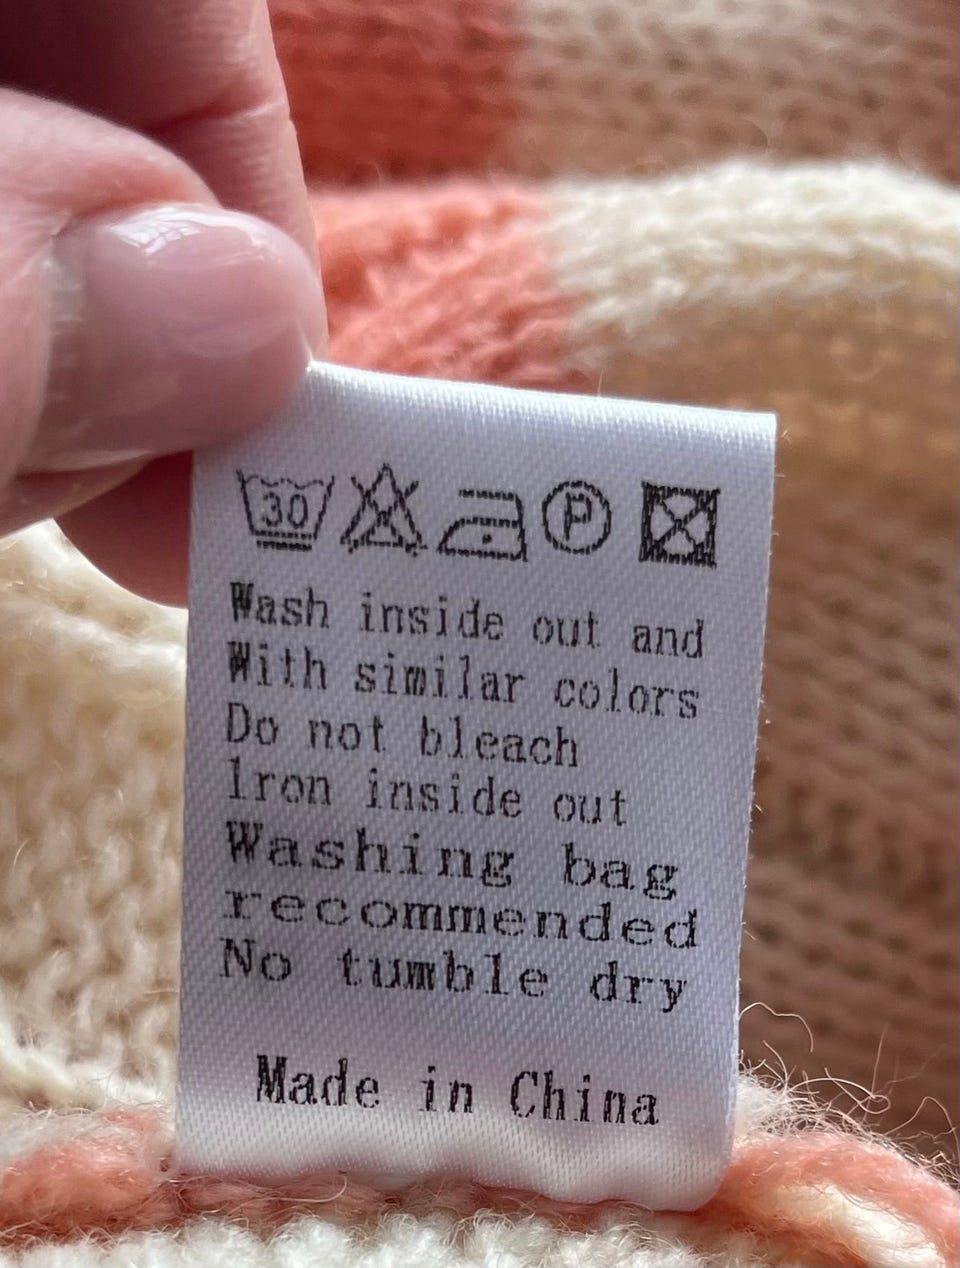 30 P
Wash inside out and
With similar colors
Do not bleach
Iron inside out
Washing bag
recommended
No tumble dry
Made in China